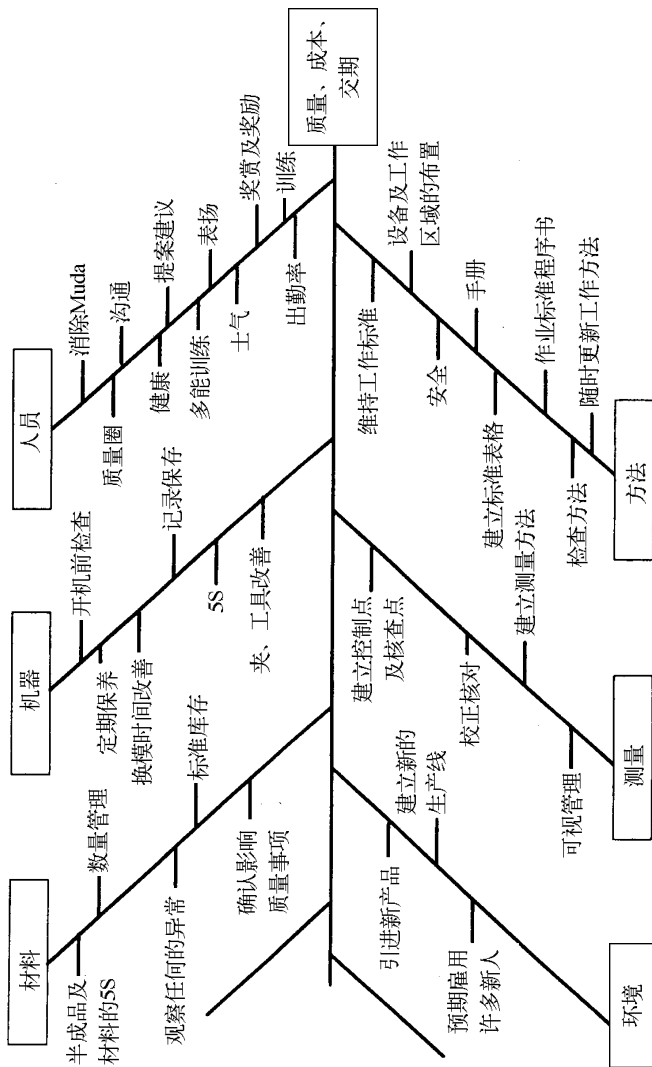 材料
机器
人员
半成品及
材料的5S
数量管理
观察任何的异常
标准库存
确认影响
质量事项
开机前检查
定期保养
换模时间改善
记录保存
5S
夹、工具改善
消除Muda
质量圈
沟通
健康
提案建议
多能训练
表扬
士气
奖赏及奖励
训练
出勤率
质量、成本、
交期
引进新产品
建立新的
生产线
预期雇用
许多新人
环境
建立控制点
及核查点
校正核对
建立测量方法
可视管理
测量
维持工作标准
设备及工作
区域的布置
安全
手册
建立标准表格
作业标准程序书
检查方法
随时更新工作方法
方法